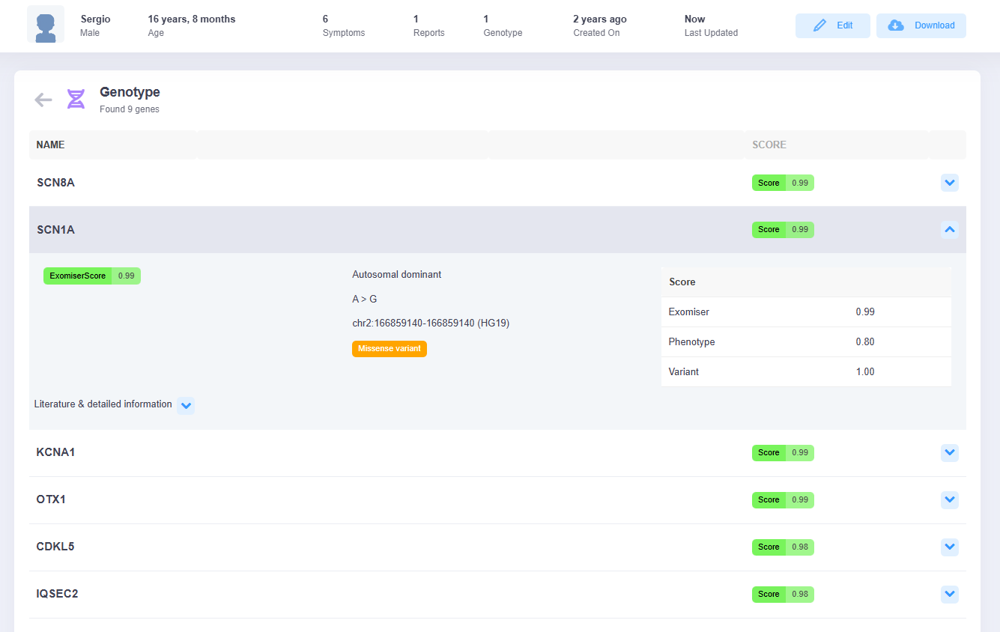 Sergio
Male
16 years, 8 months
Age
6
Symptoms
1
Reports
1
Genotype
2 years ago
Created On
Now
Last Updated
Edit
Download
Genotype
Found 9 genes
NAME SCORE
SCN8A Score 0.99
SCN1A Score 0.99
ExomiserScore 0.99
Autosomal dominant
A > G
chr2:166859140-166859140 (HG19)
Missense variant
Score
Exomiser 0.99
Phenotype 0.80
Variant 1.00
Literature & detailed information
KCNA1 Score 0.99
OTX1 Score 0.99
CDKL5 Score 0.98
IQSEC2 Score 0.98